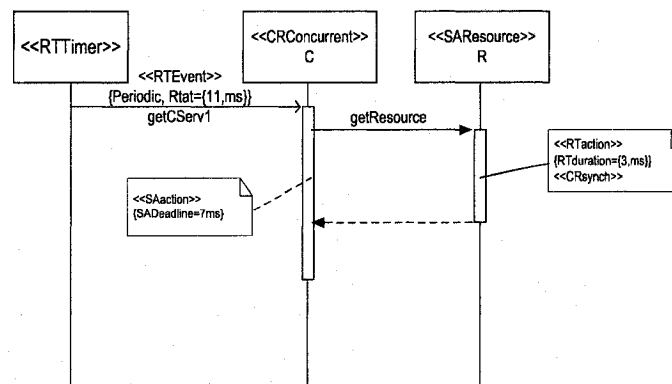 <<RTTimer>>
<<CRConcurrent>>
C
<<SAResource>>
R
<<RTEvent>>
{Periodic, Rtat={11,ms}}
getCServ1
getResource
<<RTaction>>
{RTduration={3,ms}}
<<CRsynch>>
<<SAaction>>
{SADeadline=7ms}